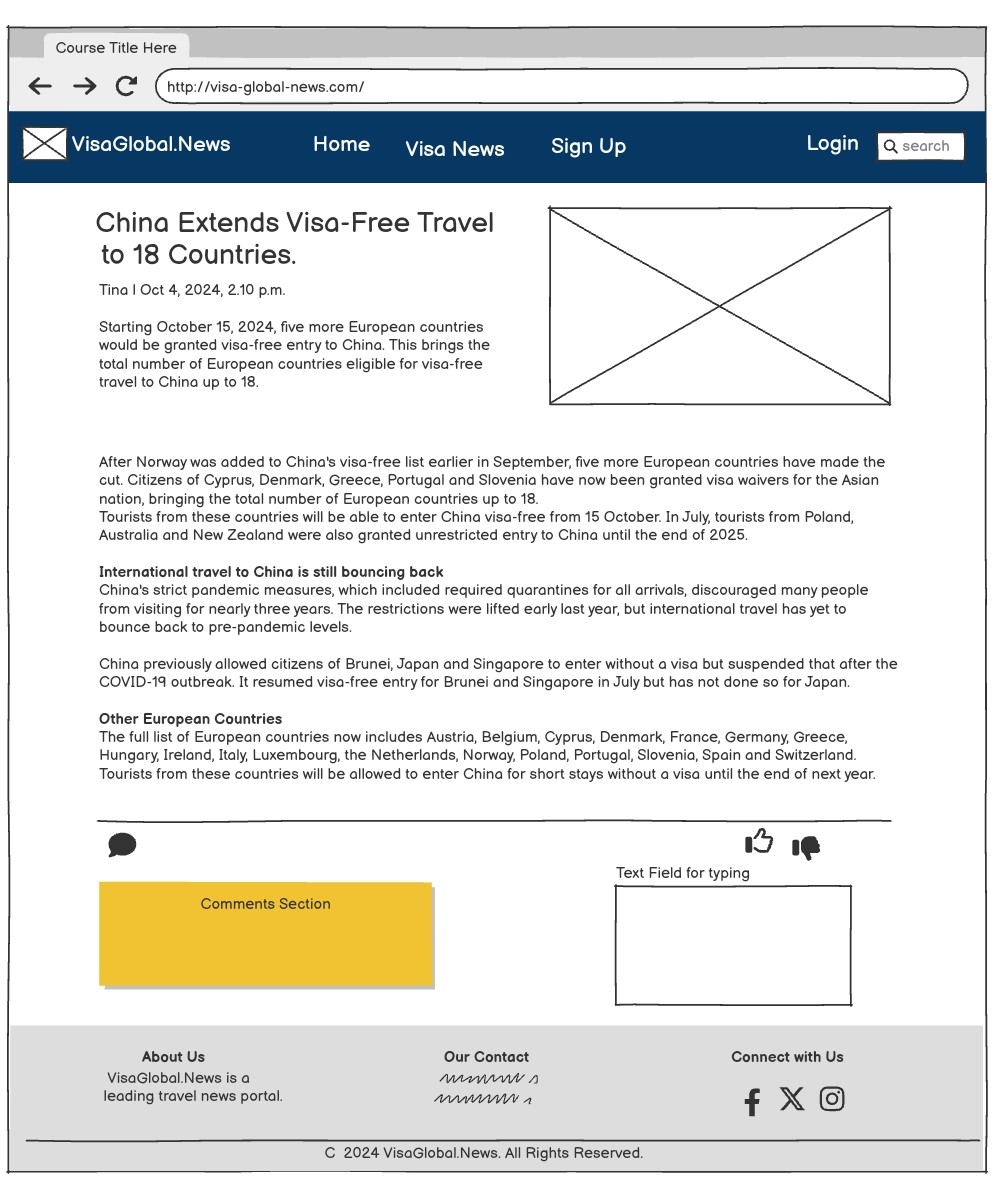 Course Title Here
http://visa-global-news.com/
VisaGlobal.News
Home
Visa News
Sign Up
Login
search
China Extends Visa-Free Travel
to 18 Countries.
Tina l Oct 4, 2024, 2.10 p.m.
Starting October 15, 2024, five more European countries
would be granted visa-free entry to China. This brings the
total number of European countries eligible for visa-free
travel to China up to 18.
After Norway was added to China's visa-free list earlier in September, five more European countries have made the
cut. Citizens of Cyprus, Denmark, Greece, Portugal and Slovenia have now been granted visa waivers for the Asian
nation, bringing the total number of European countries up to 18.
Tourists from these countries will be able to enter China visa-free from 15 October. In July, tourists from Poland,
Australia and New Zealand were also granted unrestricted entry to China until the end of 2025.
International travel to China is still bouncing back
China's strict pandemic measures, which included required quarantines for all arrivals, discouraged many people
from visiting for nearly three years. The restrictions were lifted early last year, but international travel has yet to
bounce back to pre-pandemic levels.
China previously allowed citizens of Brunei, Japan and Singapore to enter without a visa but suspended that after the
COVID-19 outbreak. It resumed visa-free entry for Brunei and Singapore in July but has not done so for Japan.
Other European Countries
The full list of European countries now includes Austria, Belgium, Cyprus, Denmark, France, Germany, Greece,
Hungary, Ireland, Italy, Luxembourg, the Netherlands, Norway, Poland, Portugal, Slovenia, Spain and Switzerland.
Tourists from these countries will be allowed to enter China for short stays without a visa until the end of next year.
Text Field for typing
Comments Section
About Us
VisaGlobal.News is a
leading travel news portal.
Our Contact
Connect with Us
C 2024 VisaGlobal.News. All Rights Reserved.